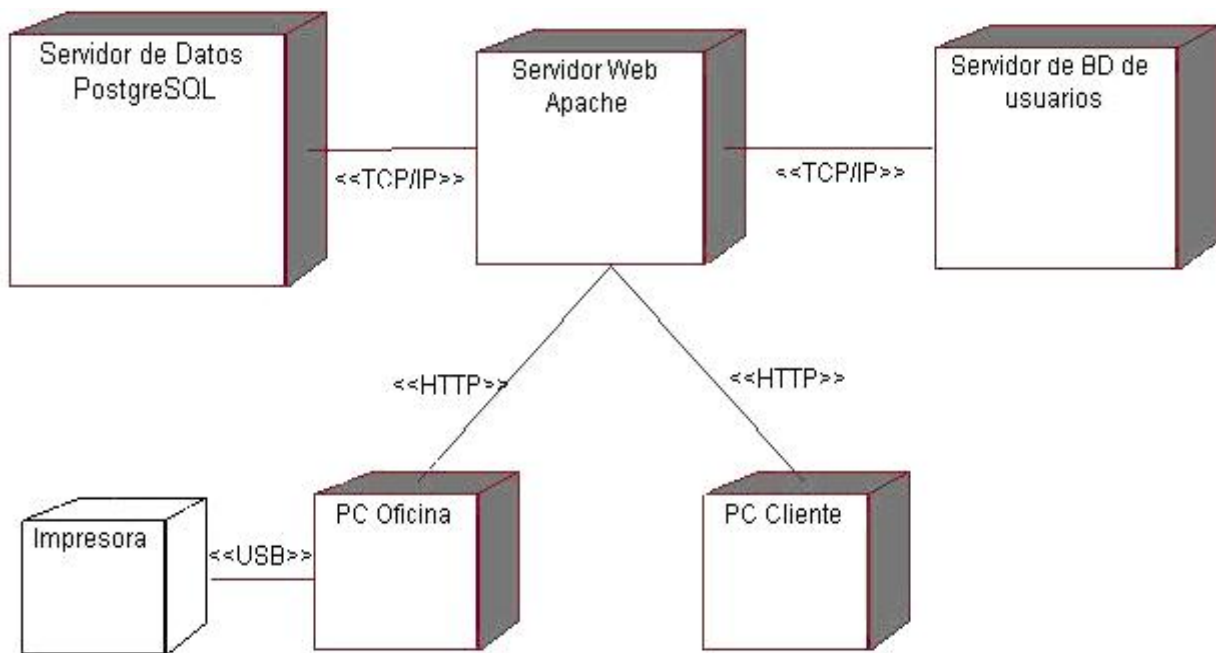 Servidor de Datos
PostgreSQL
Servidor Web
Apache
Servidor de BD de
usuarios
<<TCP/IP>>
<<TCP/IP>>
<<HTTP>>
<<HTTP>>
Impresora
<<USB>>
PC Oficina
PC Cliente